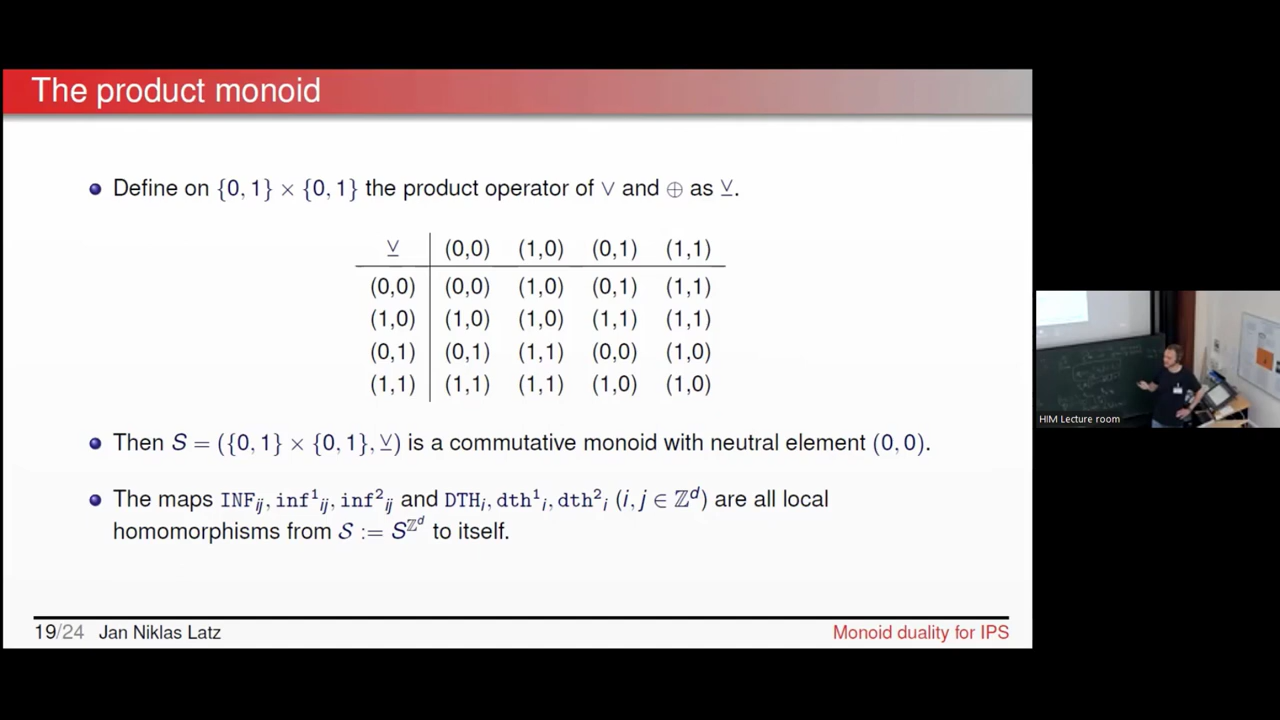 The product monoid
Define on {0, 1} × {0, 1} the product operator of ∨ and ⊕ as ⊻.
⊻ (0,0) (1,0) (0,1) (1,1)
(0,0) (0,0) (1,0) (0,1) (1,1)
(1,0) (1,0) (1,0) (1,1) (1,1)
(0,1) (0,1) (1,1) (0,0) (1,0)
(1,1) (1,1) (1,1) (1,0) (1,0)
Then S = ({0, 1} × {0, 1}, ⊻) is a commutative monoid with neutral element (0, 0).
The maps INF_ij, inf¹_ij, inf²_ij and DTH_i, dth¹_i, dth²_i (i, j ∈ ℤ^d) are all local
homomorphisms from 𝒮 := S^ℤ^d to itself.
19/24 Jan Niklas Latz Monoid duality for IPS
HIM Lecture room